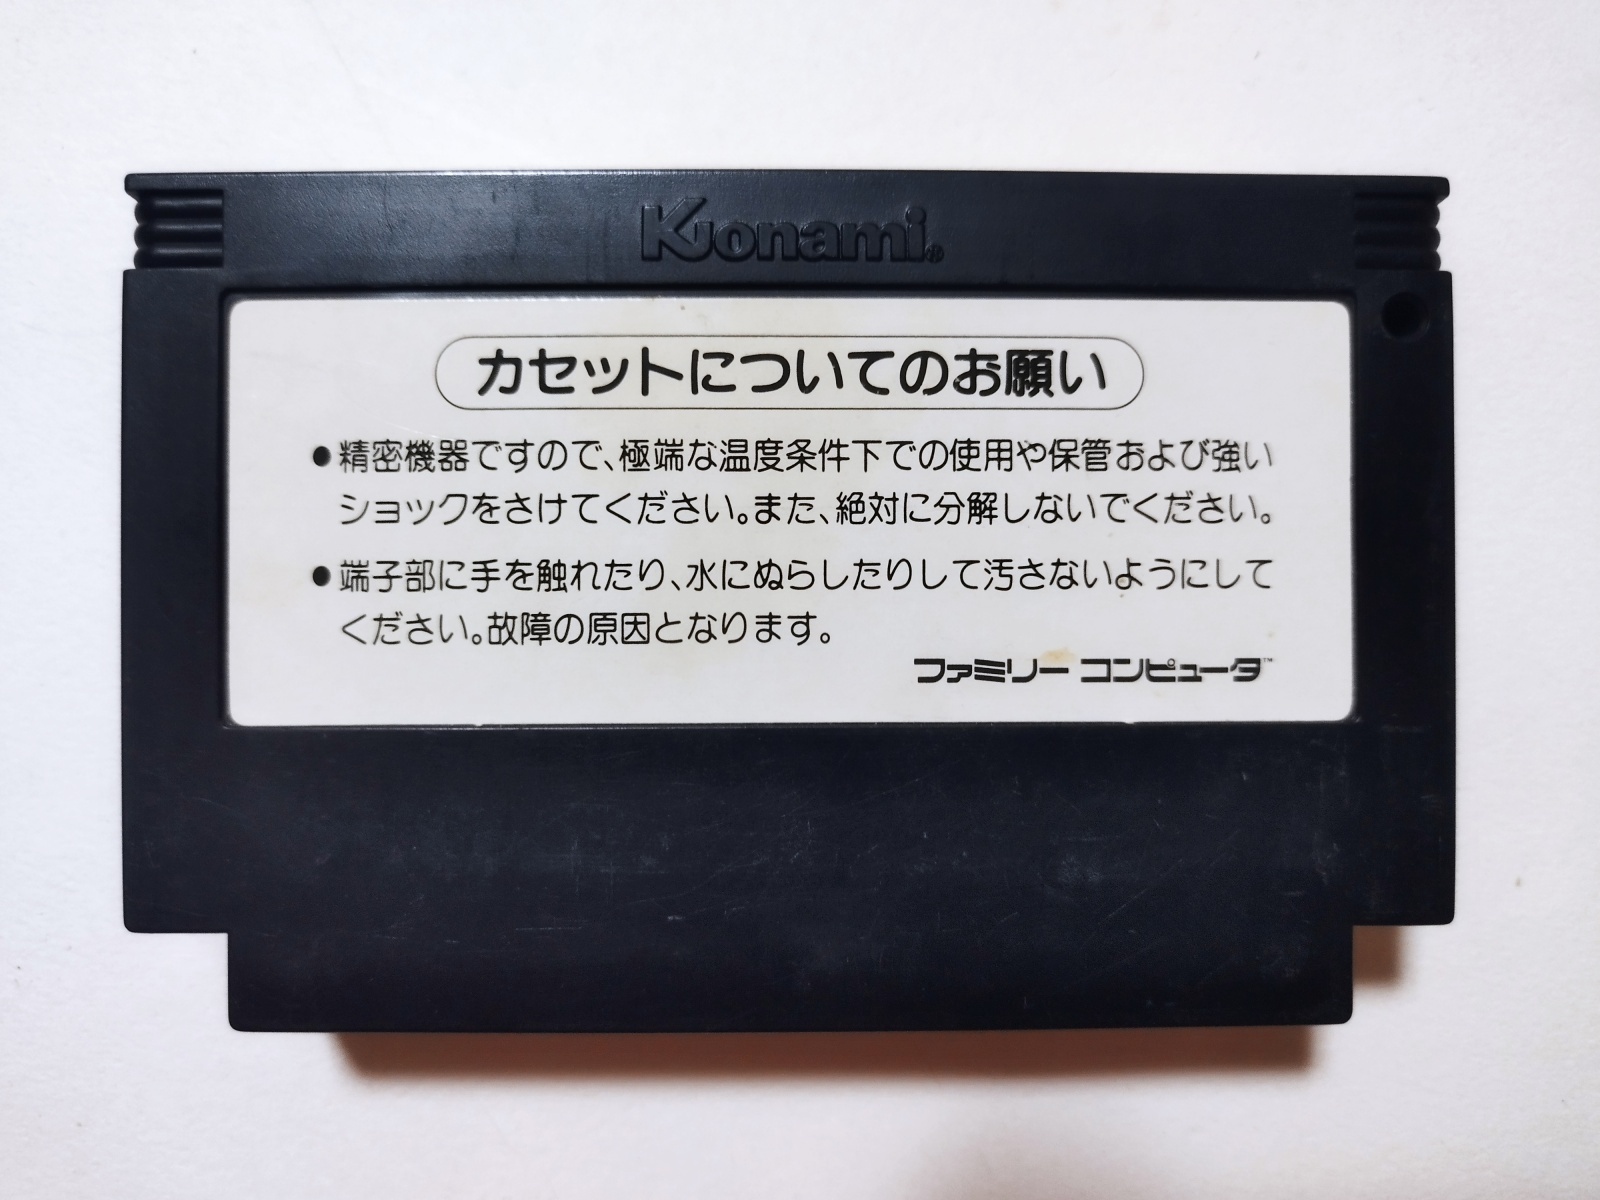 Konami®
カセットについてのお願い
●精密機器ですので、極端な温度条件下での使用や保管および強い
ショックをさけてください。また、絶対に分解しないでください。
●端子部に手を触れたり、水にぬらしたりして汚さないようにして
ください。故障の原因となります。
ファミリーコンピュータ™